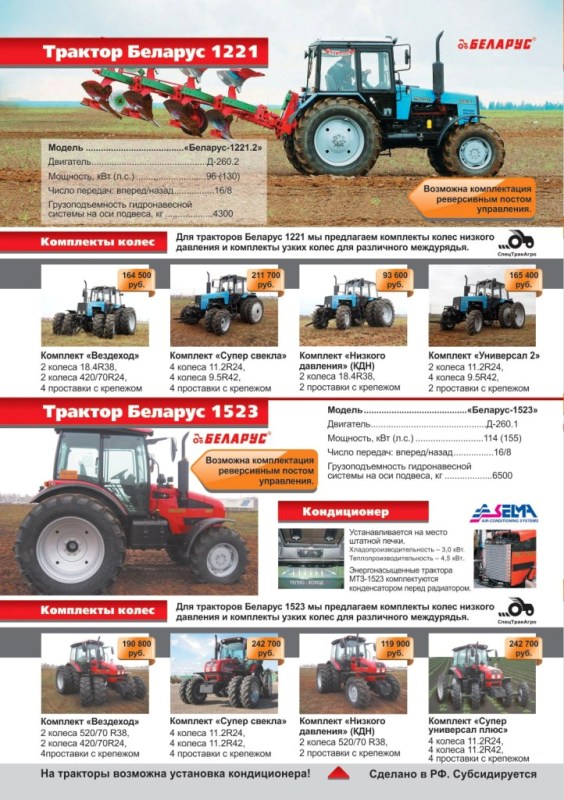 Трактор Беларус 1221
БЕЛАРУС
Модель ..................................«Беларус-1221.2»
Двигатель.......................................Д-260.2
Мощность, кВт (л.с.)......................96 (130)
Число передач: вперед/назад............16/8
Грузоподъемность гидронавесной
системы на оси подвеса, кг ..................4300
Возможна комплектация
реверсивным постом
управления.
Комплекты колес
Для тракторов Беларус 1221 мы предлагаем комплекты колес низкого
давления и комплекты узких колес для различного междурядья.
СпецТракАгро
164 500
руб.
211 700
руб.
93 600
руб.
165 400
руб.
Комплект «Вездеход»
2 колеса 18.4R38,
2 колеса 420/70R24,
4 проставки с крепежом
Комплект «Супер свекла»
4 колеса 11.2R24,
4 колеса 9.5R42,
4 проставки с крепежом
Комплект «Низкого
давления» (КДН)
2 колеса 18.4R38,
2 проставки с крепежом
Комплект «Универсал 2»
2 колеса 11.2R24,
4 колеса 9.5R42,
2 проставки с крепежом
Трактор Беларус 1523
БЕЛАРУС
Возможна комплектация
реверсивным постом
управления.
Модель................................................«Беларус-1523»
Двигатель.................................................Д-260.1
Мощность, кВт (л.с.)................................114 (155)
Число передач: вперед/назад....................16/8
Грузоподъемность гидронавесной
системы на оси подвеса, кг ..................6500
Кондиционер
SELMA
AIR-CONDITIONING SYSTEMS
Устанавливается на место
штатной печки.
Хладопроизводительность – 3,0 кВт.
Теплопроизводительность – 4,5 кВт.
Энергонасыщенные трактора
МТЗ-1523 комплектуются
конденсатором перед радиатором.
ТЕПЛО - ХОЛОД
Комплекты колес
Для тракторов Беларус 1523 мы предлагаем комплекты колес низкого
давления и комплекты узких колес для различного междурядья.
СпецТракАгро
190 800
руб.
242 700
руб.
119 900
руб.
242 700
руб.
Комплект «Вездеход»
2 колеса 520/70 R38,
2 колеса 420/70R24,
4проставки с крепежом
Комплект «Супер свекла»
4 колеса 11.2R24,
4 колеса 11.2R42,
4 проставки с крепежом
Комплект «Низкого
давления» (КДН)
2 колеса 520/70 R38,
2 проставки с крепежом
Комплект «Супер
универсал плюс»
4 колеса 11.2R24,
4 колеса 11.2R42,
4 проставки с крепежом
На тракторы возможна установка кондиционера!
Сделано в РФ. Субсидируется